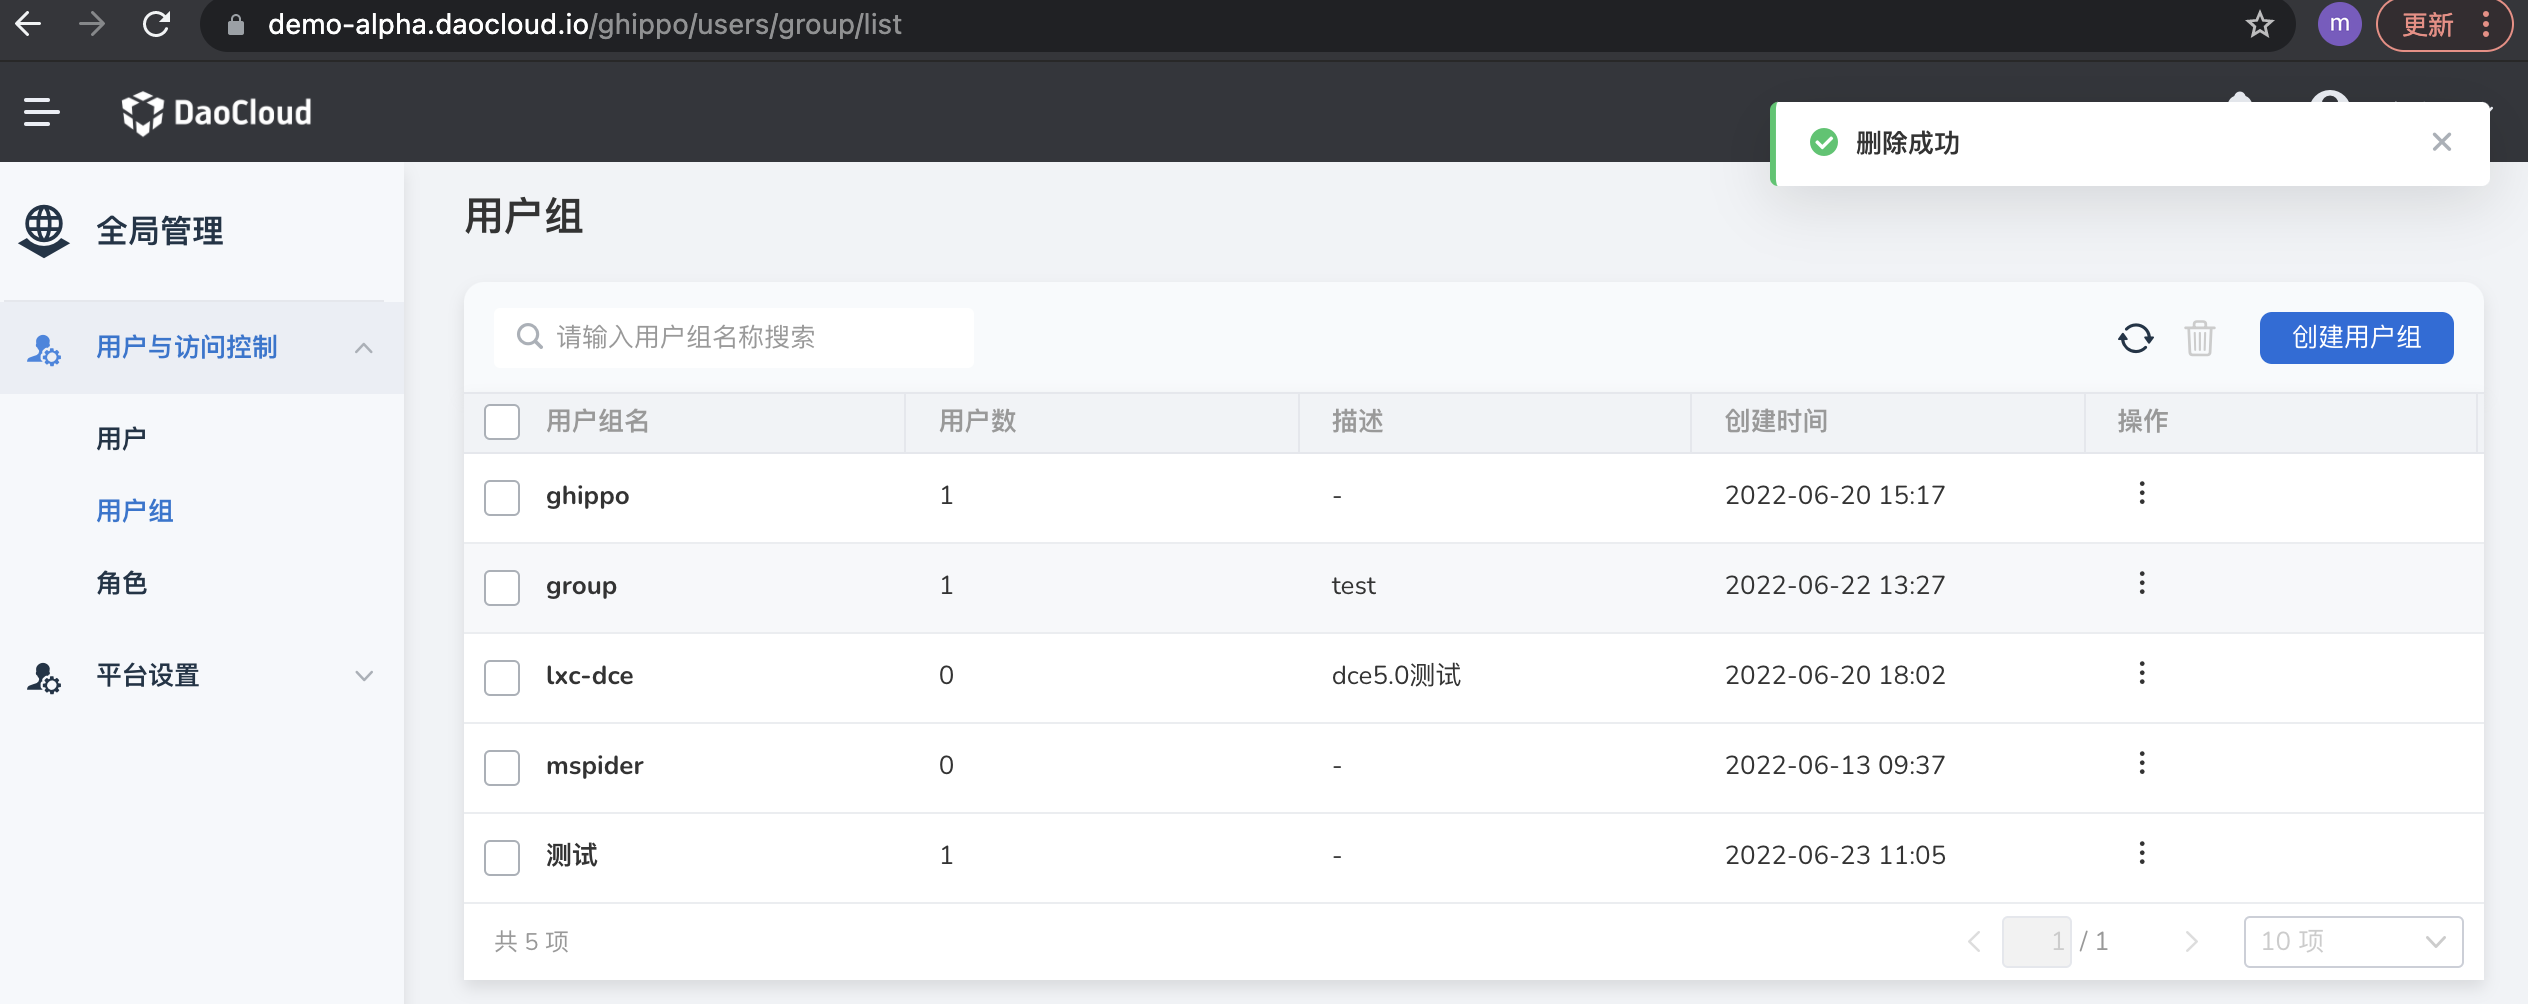 demo-alpha.daocloud.io/ghippo/users/group/list
m
更新
DaoCloud
删除成功
全局管理
用户与访问控制
用户
用户组
角色
平台设置
用户组
请输入用户组名称搜索
创建用户组
用户组名 用户数 描述 创建时间 操作
ghippo 1 - 2022-06-20 15:17
group 1 test 2022-06-22 13:27
lxc-dce 0 dce5.0测试 2022-06-20 18:02
mspider 0 - 2022-06-13 09:37
测试 1 - 2022-06-23 11:05
共 5 项 1 / 1 10 项